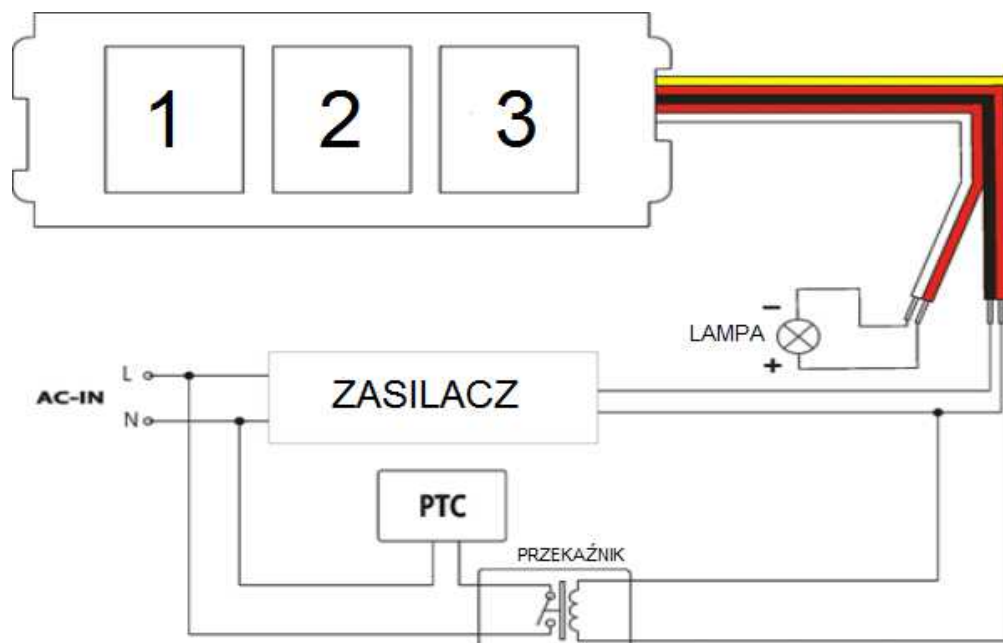 1 2 3
LAMPA
−
+
L
AC-IN
N
ZASILACZ
PTC
PRZEKAŹNIK